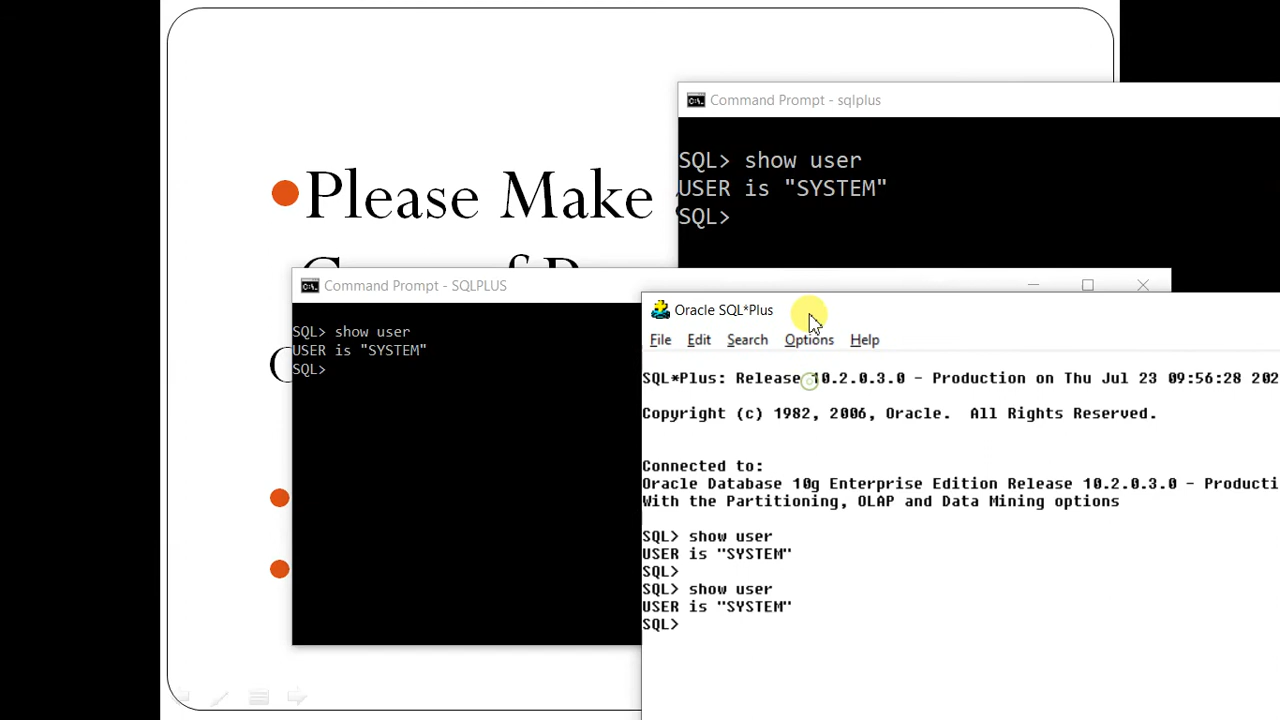 Please Make
Command Prompt - sqlplus
SQL> show user
USER is "SYSTEM"
SQL>
Command Prompt - SQLPLUS
SQL> show user
USER is "SYSTEM"
SQL>
Oracle SQL*Plus
File Edit Search Options Help
SQL*Plus: Release 10.2.0.3.0 - Production on Thu Jul 23 09:56:28 202
Copyright (c) 1982, 2006, Oracle. All Rights Reserved.
Connected to:
Oracle Database 10g Enterprise Edition Release 10.2.0.3.0 - Producti
With the Partitioning, OLAP and Data Mining options
SQL> show user
USER is "SYSTEM"
SQL>
SQL> show user
USER is "SYSTEM"
SQL>